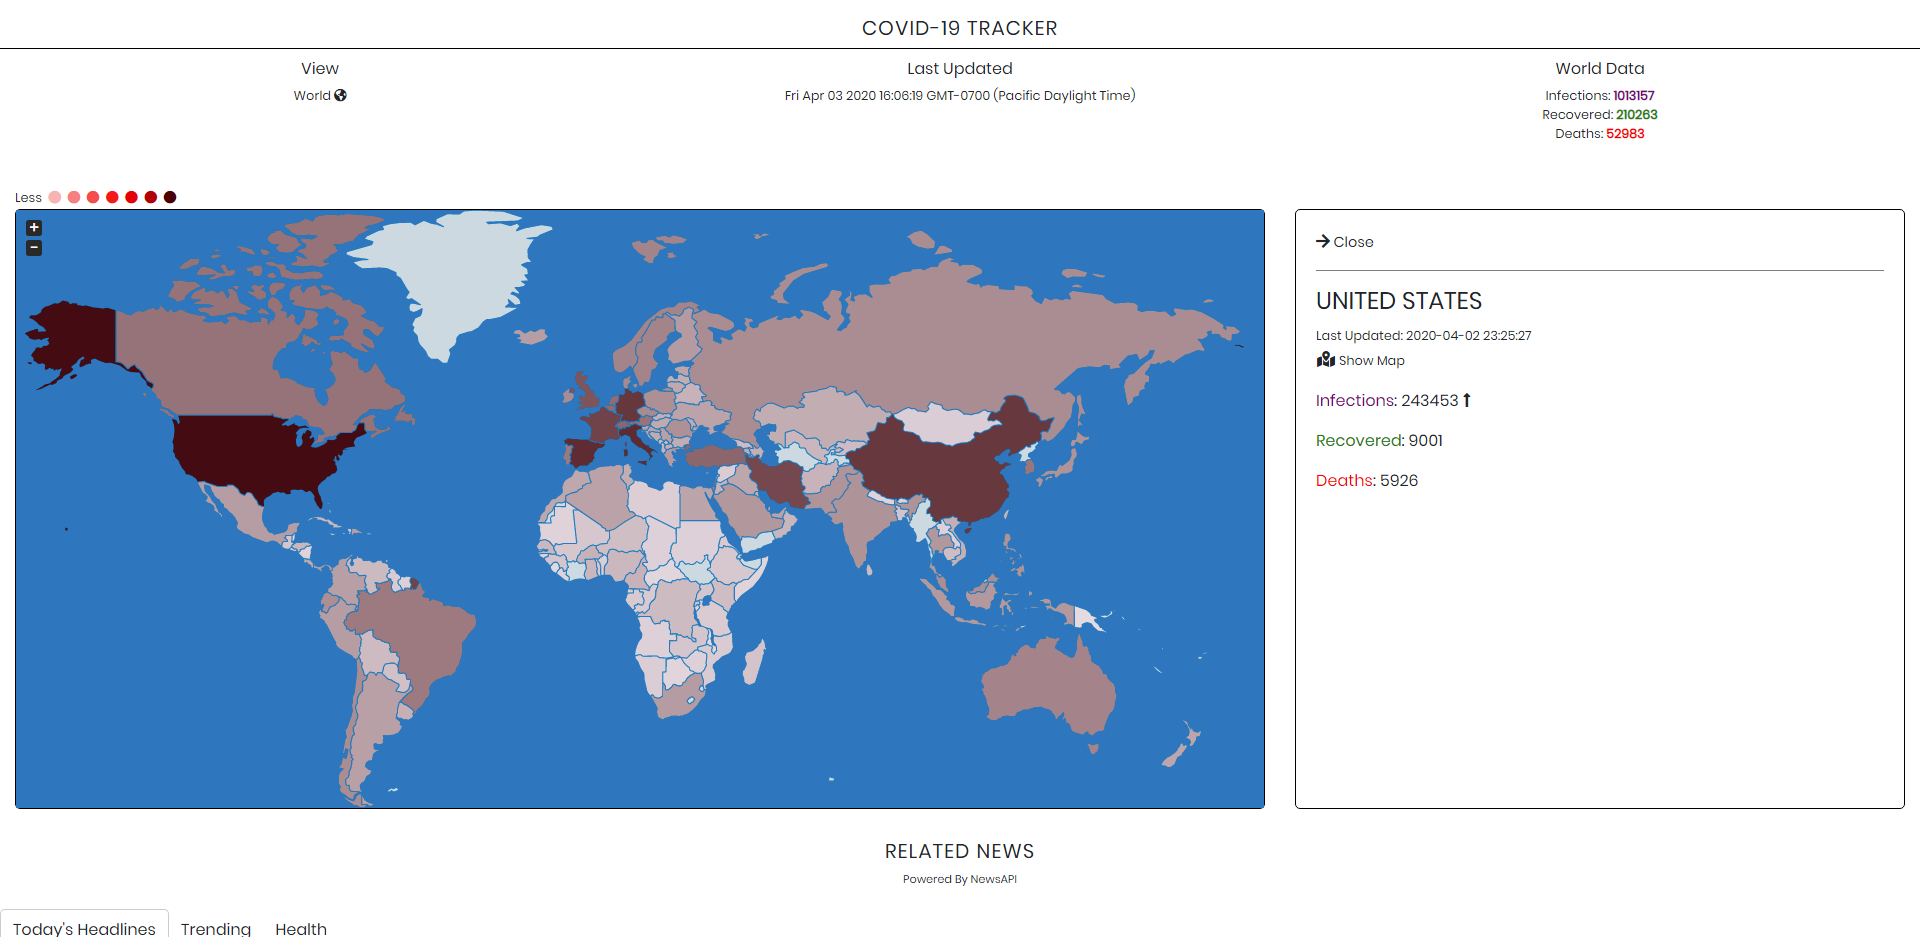 COVID-19 TRACKER
View
World
Last Updated
Fri Apr 03 2020 16:06:19 GMT-0700 (Pacific Daylight Time)
World Data
Infections: 1013157
Recovered: 210263
Deaths: 52983
Less
+
−
Close
UNITED STATES
Last Updated: 2020-04-02 23:25:27
Show Map
Infections: 243453
Recovered: 9001
Deaths: 5926
RELATED NEWS
Powered By NewsAPI
Today's Headlines
Trending
Health